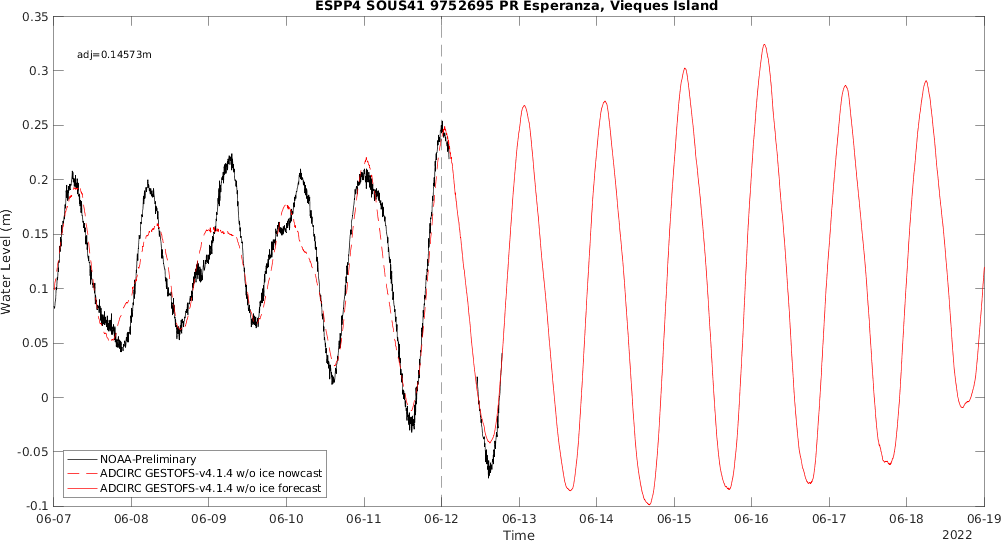 ESPP4 SOUS41 9752695 PR Esperanza, Vieques Island
0.35
adj=0.14573m
0.3
0.25
0.2
0.15
0.1
0.05
0
-0.05
-0.1
Water Level (m)
NOAA-Preliminary
ADCIRC GESTOFS-v4.1.4 w/o ice nowcast
ADCIRC GESTOFS-v4.1.4 w/o ice forecast
06-07 06-08 06-09 06-10 06-11 06-12 06-13 06-14 06-15 06-16 06-17 06-18 06-19
Time
2022